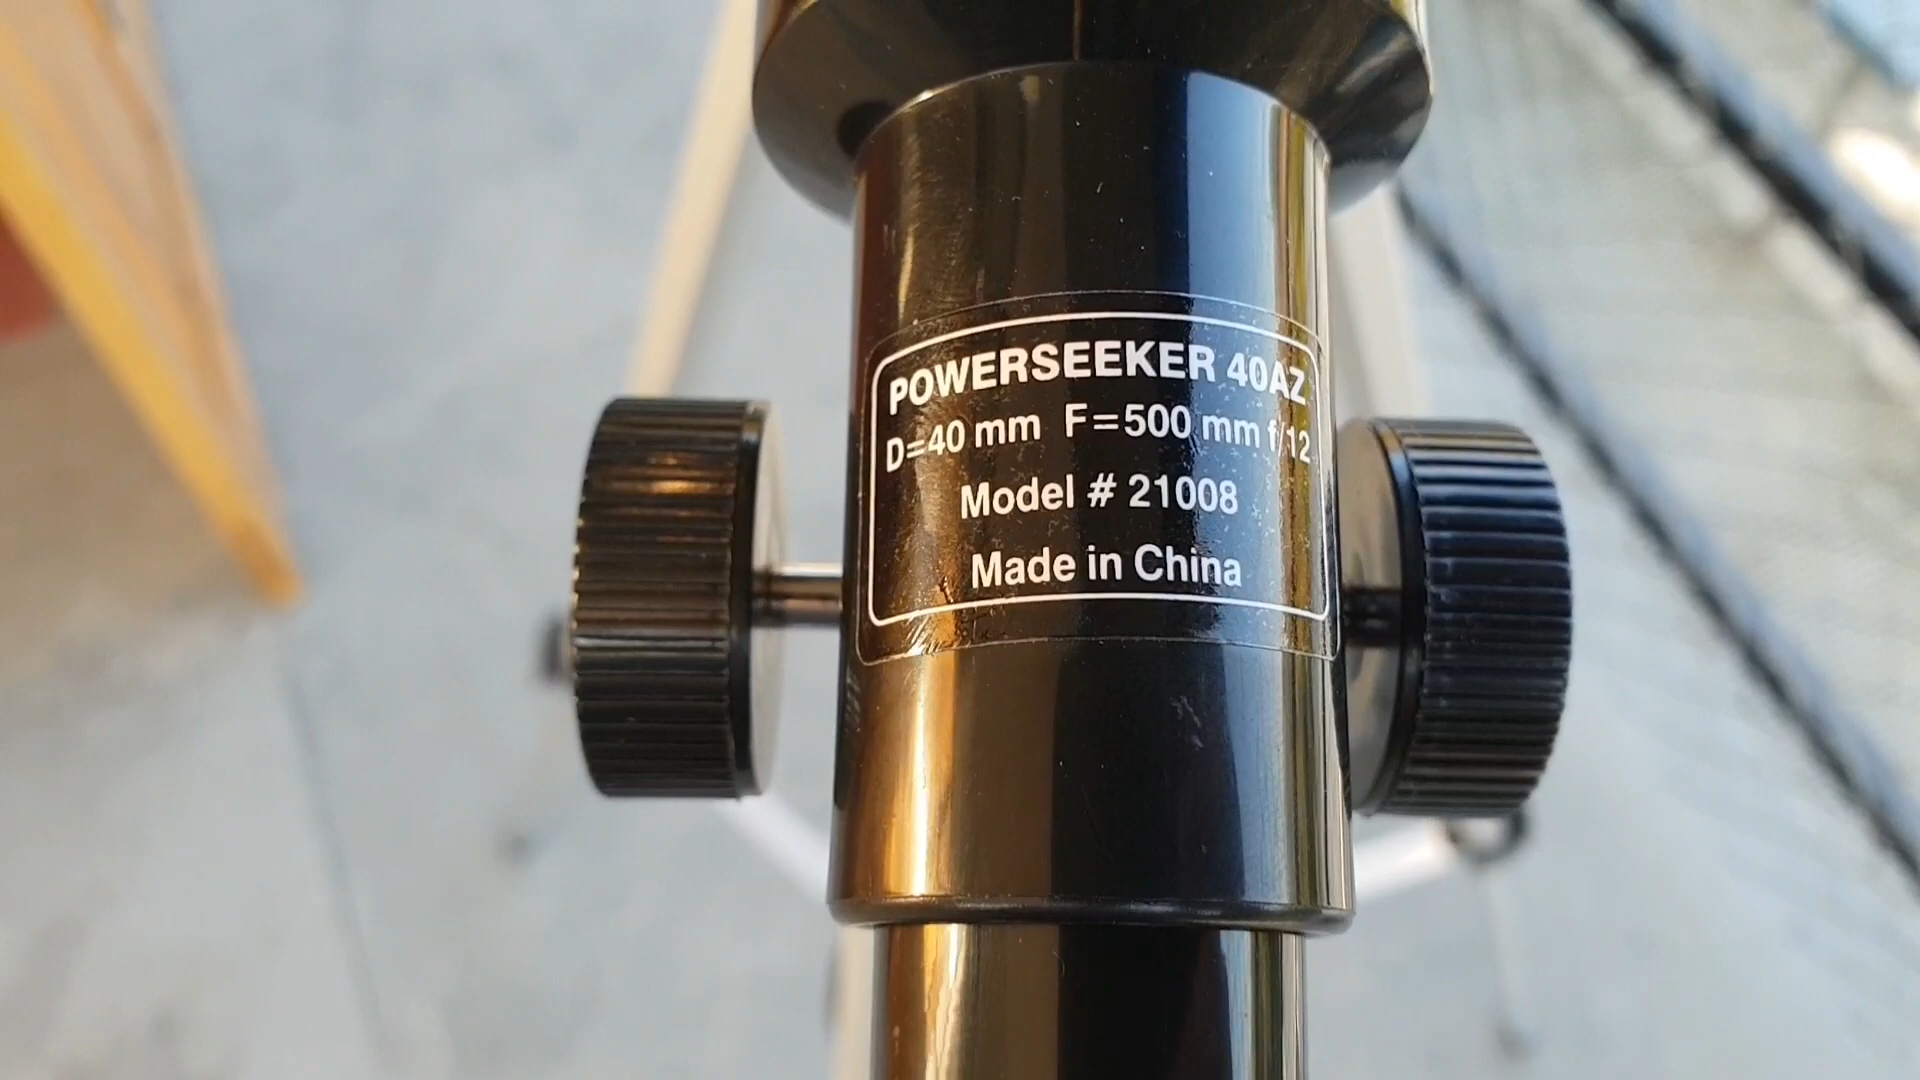 POWERSEEKER 40AZ
D=40 mm F=500 mm f/12
Model # 21008
Made in China